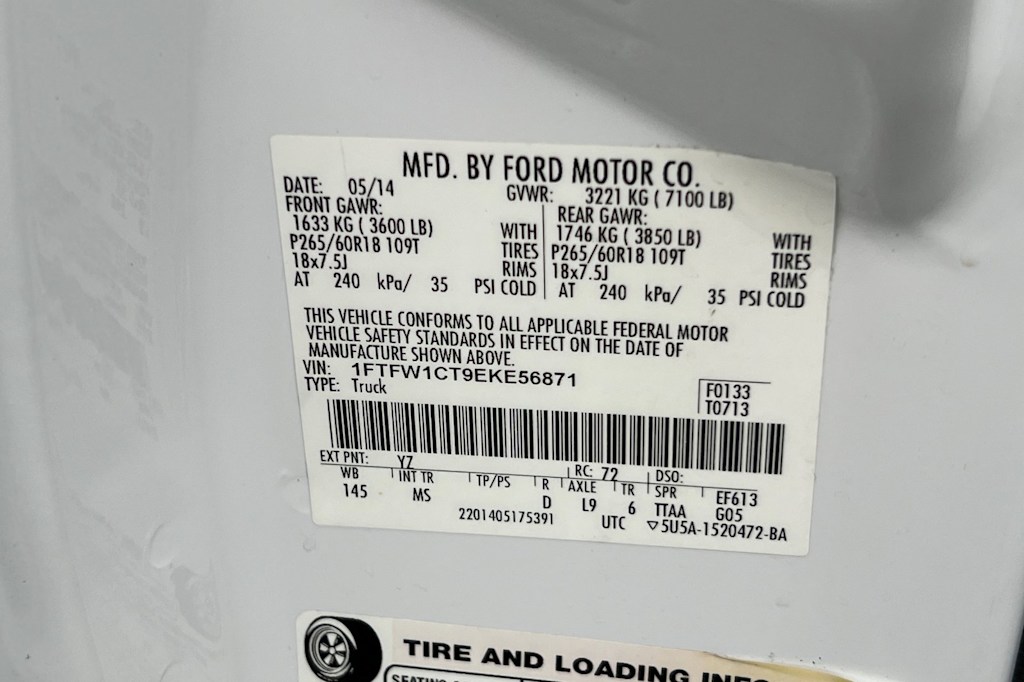 MFD. BY FORD MOTOR CO.
DATE: 05/14 GVWR: 3221 KG ( 7100 LB)
FRONT GAWR: REAR GAWR:
1633 KG ( 3600 LB) WITH 1746 KG ( 3850 LB) WITH
P265/60R18 109T TIRES P265/60R18 109T TIRES
18x7.5J RIMS 18x7.5J RIMS
AT 240 kPa/ 35 PSI COLD AT 240 kPa/ 35 PSI COLD
THIS VEHICLE CONFORMS TO ALL APPLICABLE FEDERAL MOTOR
VEHICLE SAFETY STANDARDS IN EFFECT ON THE DATE OF
MANUFACTURE SHOWN ABOVE.
VIN: 1FTFW1CT9EKE56871
TYPE: Truck
F0133
T0713
EXT PNT: YZ RC: 72 DSO:
WB INT TR TP/PS R AXLE TR SPR EF613
145 MS D L9 6 TTAA G05
2201405175391 UTC ▽5U5A-1520472-BA
TIRE AND LOADING